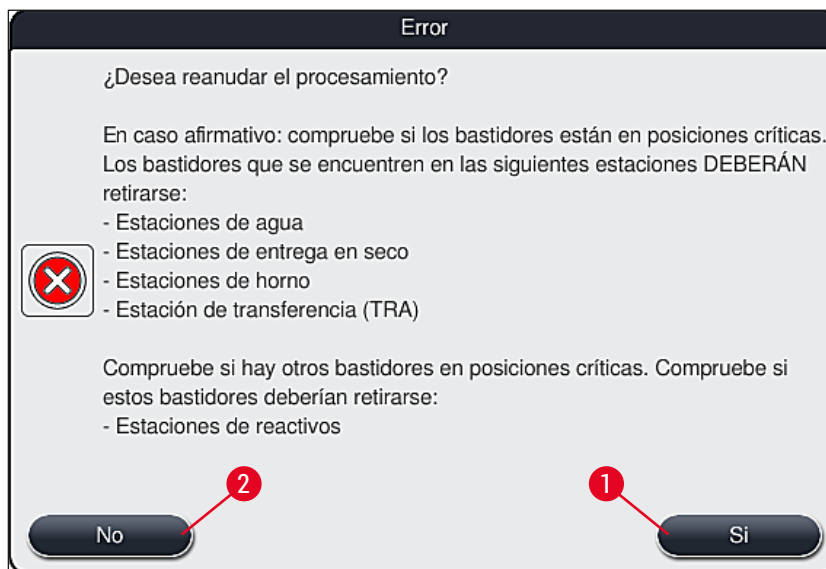 Error
¿Desea reanudar el procesamiento?
En caso afirmativo: compruebe si los bastidores están en posiciones críticas.
Los bastidores que se encuentren en las siguientes estaciones DEBERÁN
retirarse:
- Estaciones de agua
- Estaciones de entrega en seco
- Estaciones de horno
- Estación de transferencia (TRA)
Compruebe si hay otros bastidores en posiciones críticas. Compruebe si
estos bastidores deberían retirarse:
- Estaciones de reactivos
2 1
No Si